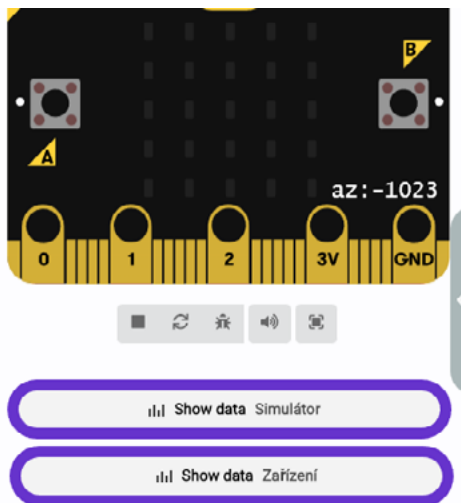 B
A
az:-1023
0 1 2 3V GND
Show data Simulátor
Show data Zařízení